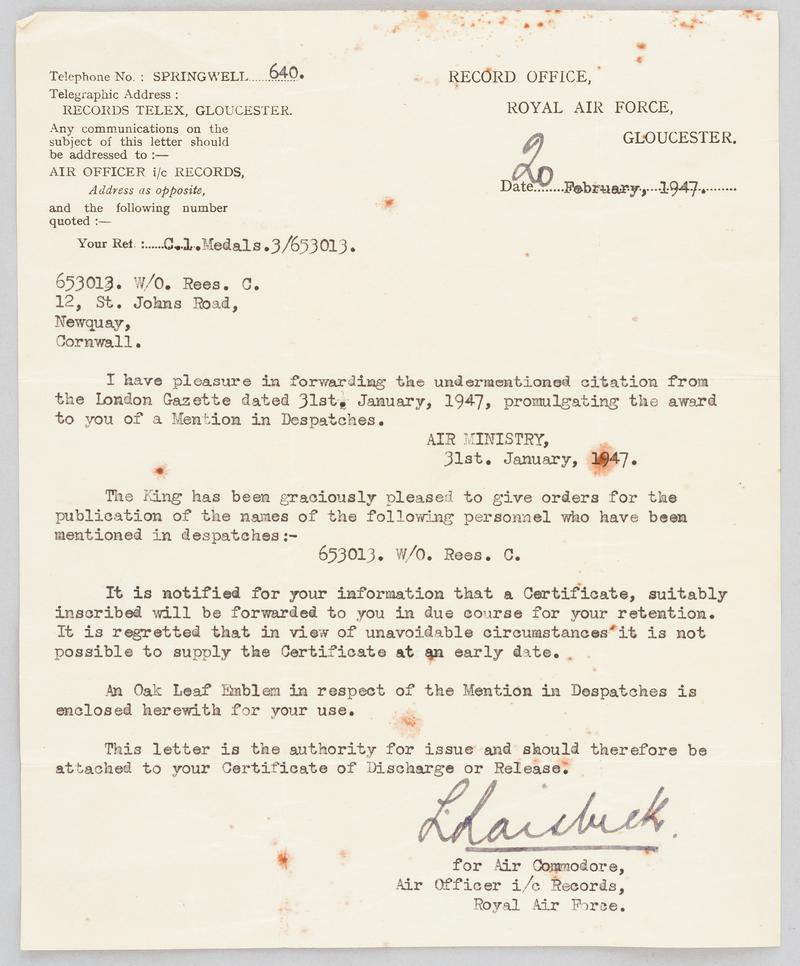 Telephone No. : SPRINGWELL.....640.
Telegraphic Address :
RECORDS TELEX, GLOUCESTER.
Any communications on the
subject of this letter should
be addressed to :—
AIR OFFICER i/c RECORDS,
Address as opposite,
and the following number
quoted :—
Your Ref. :.....C.1.Medals.3/653013.
RECORD OFFICE,
ROYAL AIR FORCE,
GLOUCESTER.
Date 20 February, 1947.
653013. W/O. Rees. C.
12, St. Johns Road,
Newquay,
Cornwall.
I have pleasure in forwarding the undermentioned citation from
the London Gazette dated 31st. January, 1947, promulgating the award
to you of a Mention in Despatches.
AIR MINISTRY,
31st. January, 1947.
The King has been graciously pleased to give orders for the
publication of the names of the following personnel who have been
mentioned in despatches:-
653013. W/O. Rees. C.
It is notified for your information that a Certificate, suitably
inscribed will be forwarded to you in due course for your retention.
It is regretted that in view of unavoidable circumstances it is not
possible to supply the Certificate at an early date.
An Oak Leaf Emblem in respect of the Mention in Despatches is
enclosed herewith for your use.
This letter is the authority for issue and should therefore be
attached to your Certificate of Discharge or Release.
for Air Commodore,
Air Officer i/c Records,
Royal Air Force.